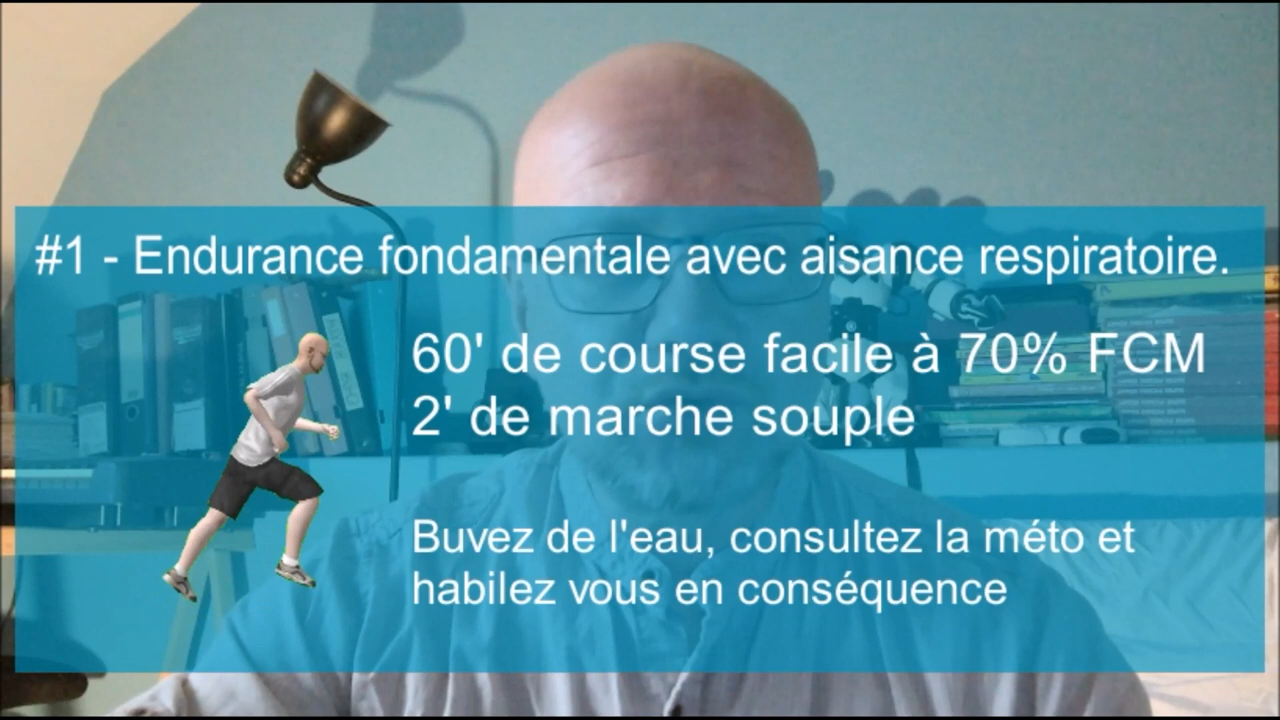 #1 - Endurance fondamentale avec aisance respiratoire.
60' de course facile à 70% FCM
2' de marche souple
Buvez de l'eau, consultez la méto et
habilez vous en conséquence